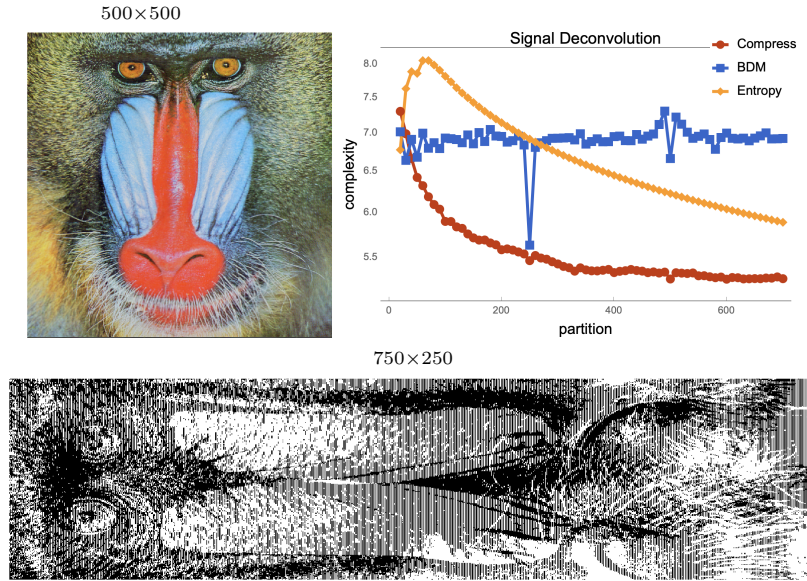 500×500
Signal Deconvolution
Compress
BDM
Entropy
complexity
8.0
7.5
7.0
6.5
6.0
5.5
0 200 400 600
partition
750×250